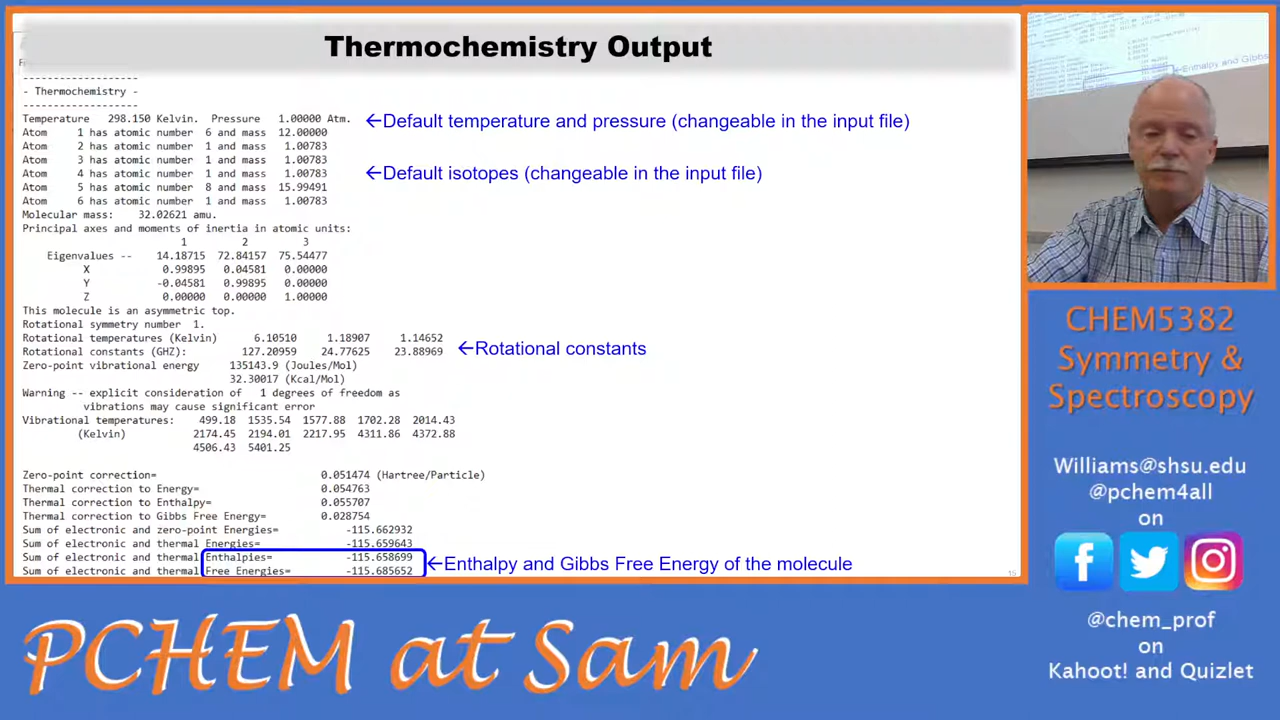 Thermochemistry Output
-------------------
- Thermochemistry -
-------------------
Temperature   298.150 Kelvin.  Pressure   1.00000 Atm.
←Default temperature and pressure (changeable in the input file)
Atom     1 has atomic number  6 and mass  12.00000
Atom     2 has atomic number  1 and mass   1.00783
Atom     3 has atomic number  1 and mass   1.00783
Atom     4 has atomic number  1 and mass   1.00783
←Default isotopes (changeable in the input file)
Atom     5 has atomic number  8 and mass  15.99491
Atom     6 has atomic number  1 and mass   1.00783
Molecular mass:    32.02621 amu.
Principal axes and moments of inertia in atomic units:
1         2         3
Eigenvalues --    14.18715  72.84157  75.54477
X            0.99895   0.04581   0.00000
Y           -0.04581   0.99895   0.00000
Z            0.00000   0.00000   1.00000
This molecule is an asymmetric top.
Rotational symmetry number  1.
Rotational temperatures (Kelvin)      6.10510     1.18907     1.14652
Rotational constants (GHZ):         127.20959    24.77625    23.88969
←Rotational constants
Zero-point vibrational energy     135143.9 (Joules/Mol)
32.30017 (Kcal/Mol)
Warning -- explicit consideration of   1 degrees of freedom as
vibrations may cause significant error
Vibrational temperatures:    499.18  1535.54  1577.88  1702.28  2014.43
(Kelvin)          2174.45  2194.01  2217.95  4311.86  4372.88
4506.43  5401.25
Zero-point correction=                           0.051474 (Hartree/Particle)
Thermal correction to Energy=                    0.054763
Thermal correction to Enthalpy=                  0.055707
Thermal correction to Gibbs Free Energy=         0.028754
Sum of electronic and zero-point Energies=          -115.662932
Sum of electronic and thermal Energies=             -115.659643
Sum of electronic and thermal Enthalpies=           -115.658699
Sum of electronic and thermal Free Energies=        -115.685652
←Enthalpy and Gibbs Free Energy of the molecule
15
←Enthalpy and Gibbs
CHEM5382
Symmetry &
Spectroscopy
Williams@shsu.edu
@pchem4all
on
@chem_prof
on
Kahoot! and Quizlet
PCHEM at Sam